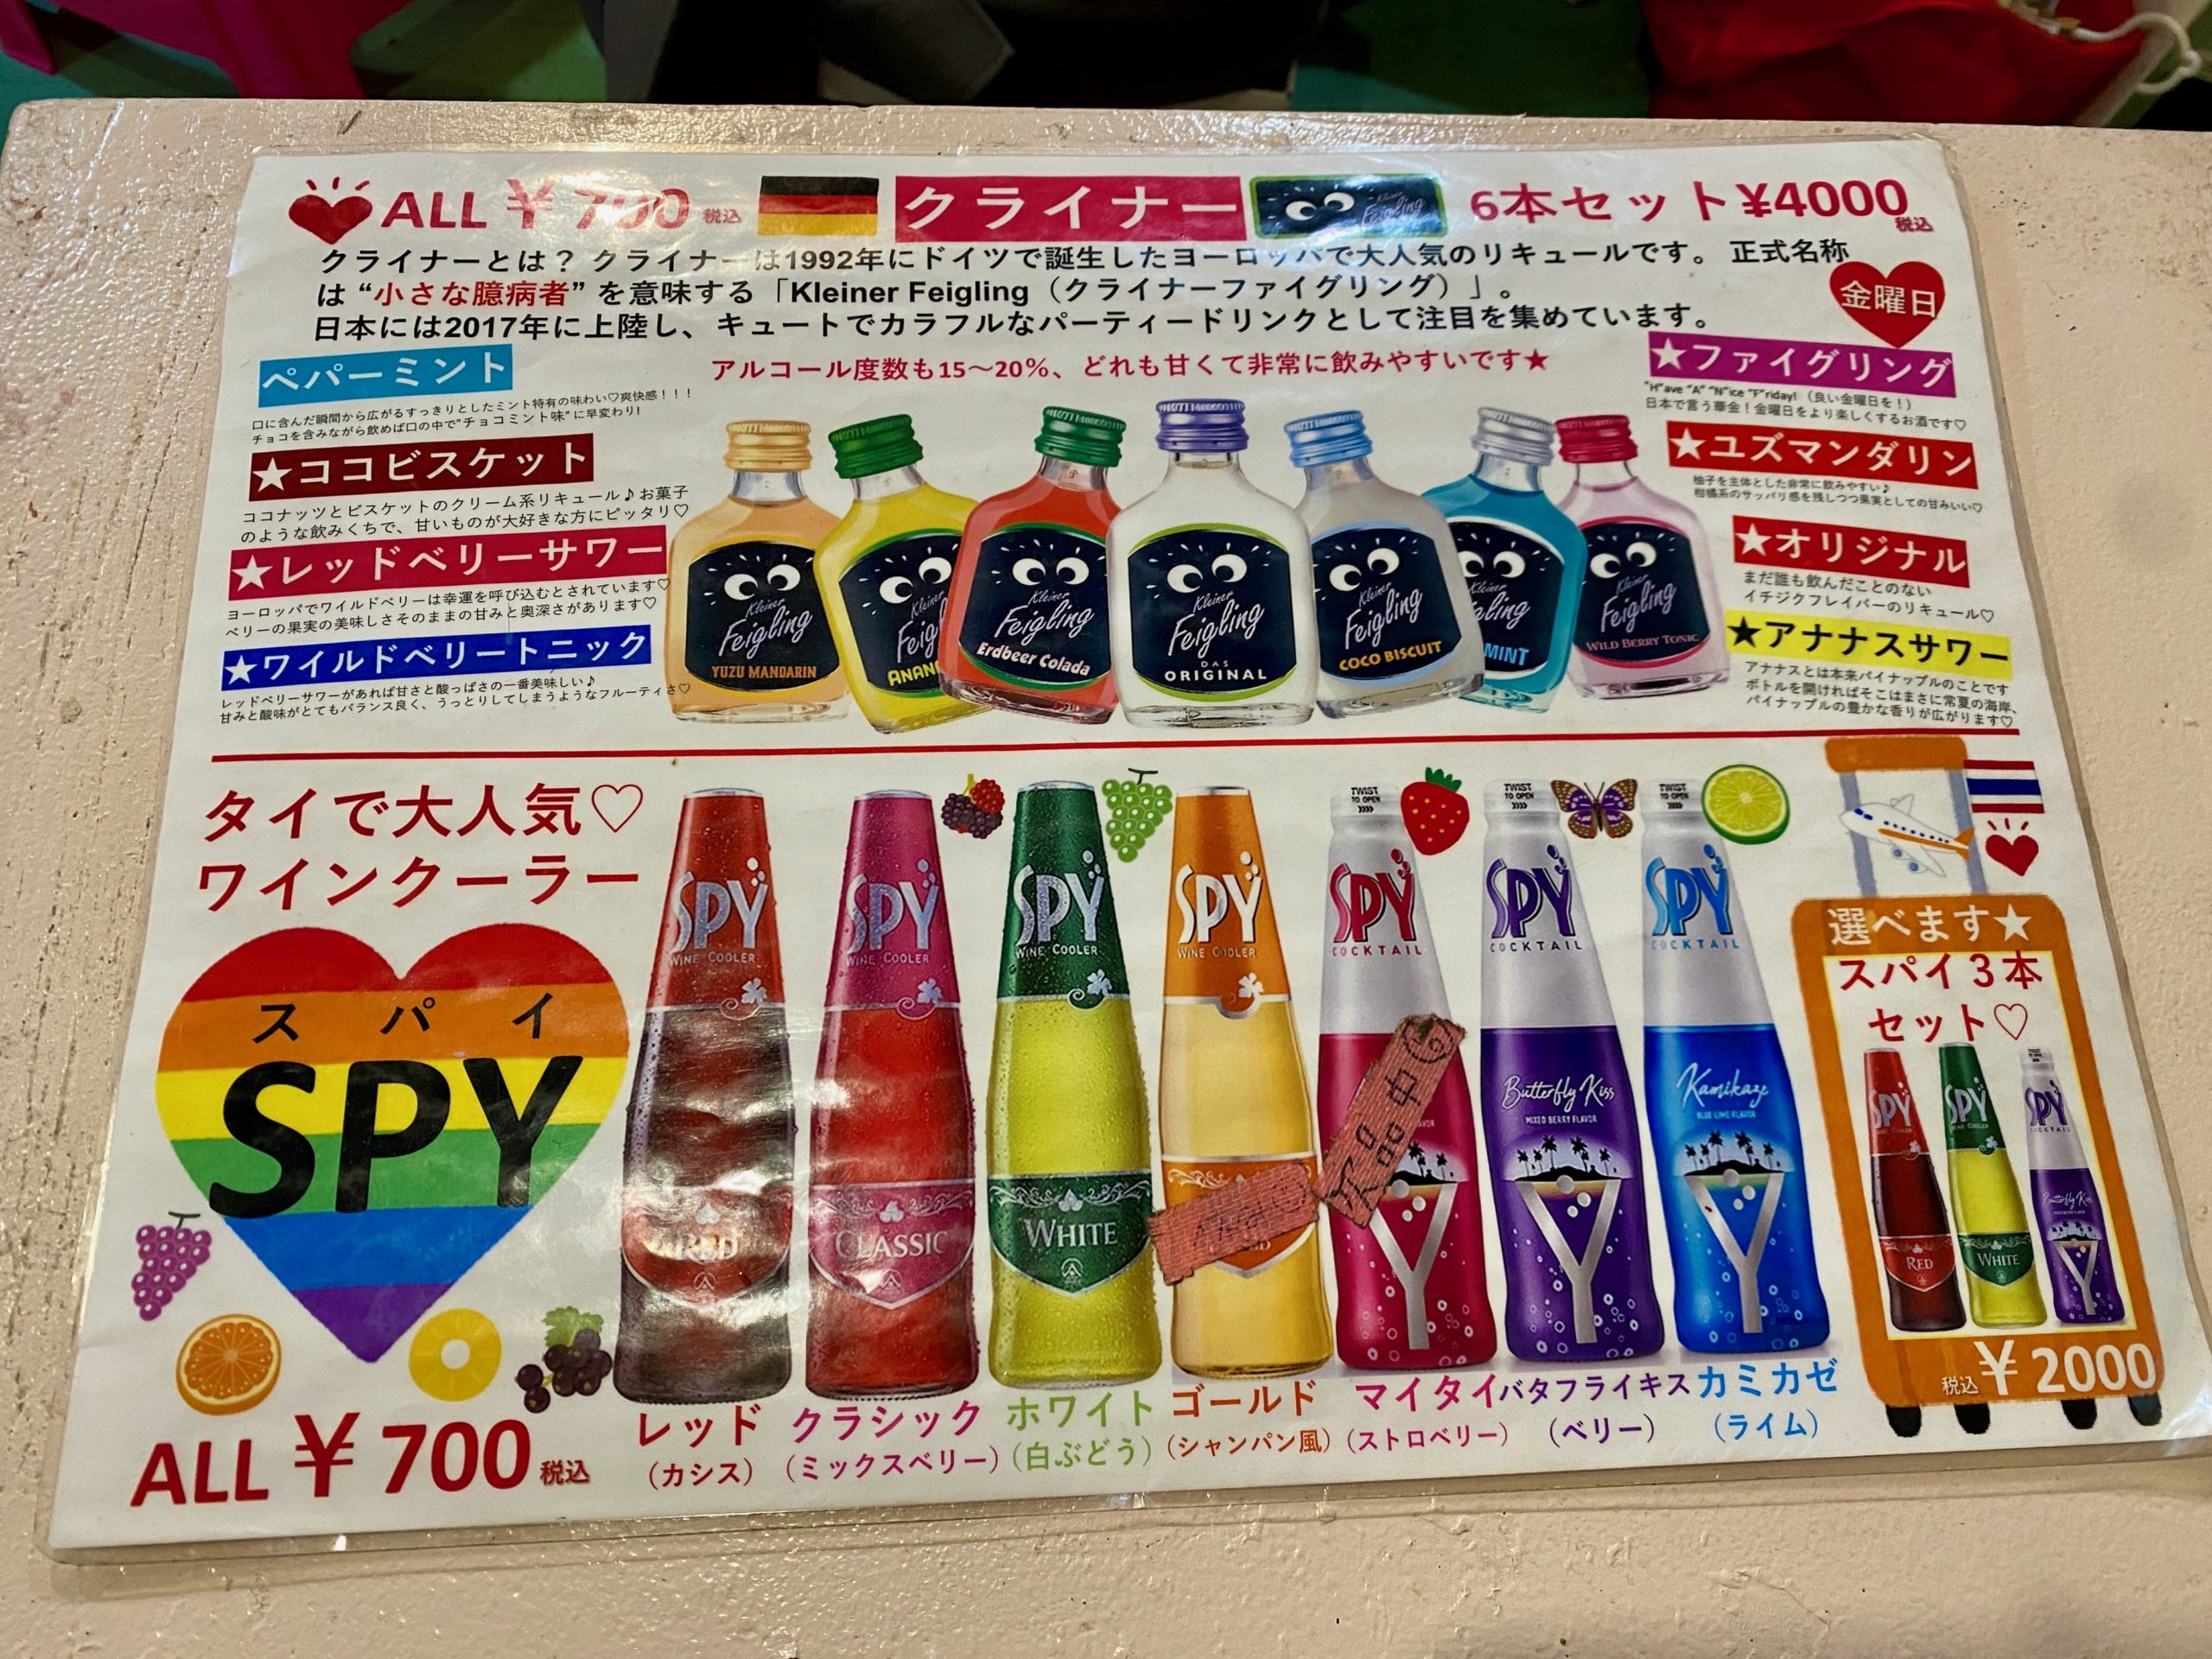 ALL ¥700 税込
クライナー
Kleiner Feigling
6本セット¥4000
税込
クライナーとは? クライナーは1992年にドイツで誕生したヨーロッパで大人気のリキュールです。 正式名称
は “小さな臆病者” を意味する「Kleiner Feigling（クライナーファイグリング）」。
日本には2017年に上陸し、キュートでカラフルなパーティードリンクとして注目を集めています。
金曜日
アルコール度数も15～20%、どれも甘くて非常に飲みやすいです★
ペパーミント
口に含んだ瞬間から広がるすっきりとしたミント特有の味わい♡爽快感！！！
チョコを含みながら飲めば口の中で"チョコミント味"に早変わり!
★ココビスケット
ココナッツとビスケットのクリーム系リキュール♪お菓子
のような飲みくちで、甘いものが大好きな方にピッタリ♡
★レッドベリーサワー
ヨーロッパでワイルドベリーは幸運を呼び込むとされています♡
ベリーの果実の美味しさそのままの甘みと奥深さがあります♡
★ワイルドベリートニック
レッドベリーサワーがあれば甘さと酸っぱさの一番美味しい♪
甘みと酸味がとてもバランス良く、うっとりしてしまうようなフルーティさ♡
Kleiner Feigling
YUZU MANDARIN
Kleiner
Feigling
Kleiner
Feigling
Erdbeer Colada
Kleiner
Feigling
DAS
ORIGINAL
Kleiner
Feigling
COCO BISCUIT
Kleiner
MINT
Kleiner
Feigling
WILD BERRY TONIC
★ファイグリング
"H"ave "A" "N"ice "F"riday!（良い金曜日を！）
日本で言う華金！金曜日をより楽しくするお酒です♡
★ユズマンダリン
柚子を主体とした非常に飲みやすい♪
柑橘系のサッパリ感を残しつつ果実としての甘みいい♡
★オリジナル
まだ誰も飲んだことのない
イチジクフレイバーのリキュール♡
★アナナスサワー
アナナスとは本来パイナップルのことです
ボトルを開ければそこはまさに常夏の海岸、
パイナップルの豊かな香りが広がります♡
タイで大人気♡
ワインクーラー
スパイ
SPY
ALL ¥700 税込
SPY
WINE COOLER
RED
SPY
WINE COOLER
CLASSIC
SPY
WINE COOLER
WHITE
SPY
WINE COOLER
TWIST
TO OPEN
SPY
COCKTAIL
欠品中
TWIST
TO OPEN
SPY
COCKTAIL
Butterfly Kiss
MIXED BERRY FLAVOR
TWIST
TO OPEN
SPY
COCKTAIL
Kamikaze
BLUE LIME FLAVOR
レッド
（カシス）
クラシック
（ミックスベリー）
ホワイト
（白ぶどう）
ゴールド
（シャンパン風）
マイタイ
（ストロベリー）
バタフライキス
（ベリー）
カミカゼ
（ライム）
選べます★
スパイ3本
セット♡
SPY
RED
SPY
WHITE
SPY
COCKTAIL
Butterfly Kiss
税込¥2000